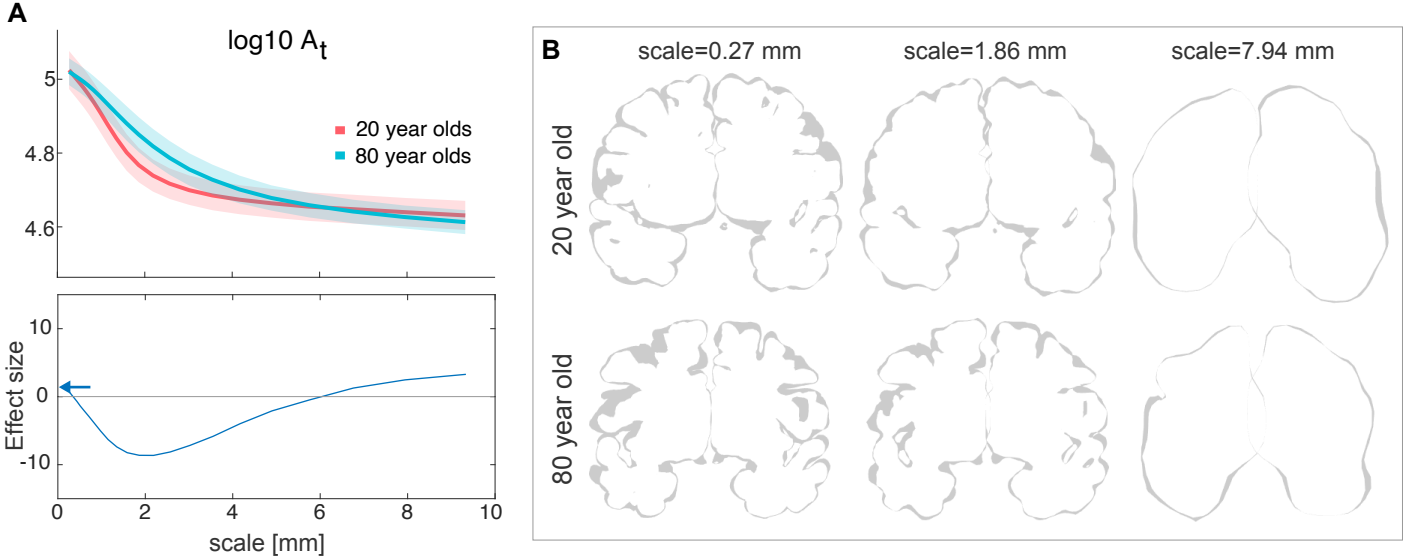 A
log10 A_t
5
4.8
4.6
20 year olds
80 year olds
Effect size
10
0
-10
0
2
4
6
8
10
scale [mm]
B
scale=0.27 mm
scale=1.86 mm
scale=7.94 mm
20 year old
80 year old